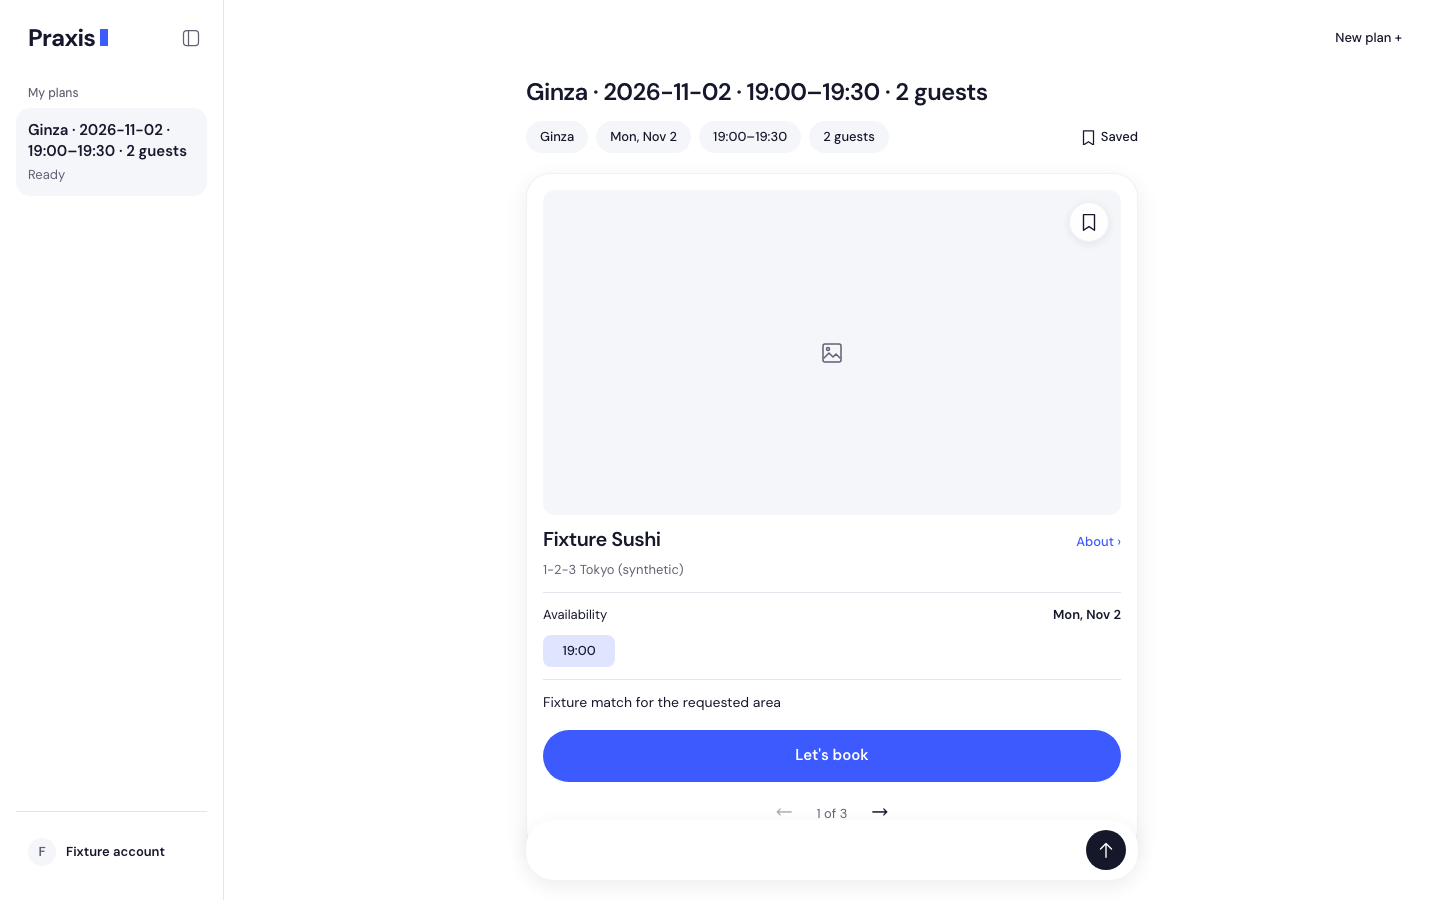 Praxis
New plan +
My plans
Ginza · 2026-11-02 ·
19:00–19:30 · 2 guests
Ready
Ginza · 2026-11-02 · 19:00–19:30 · 2 guests
Ginza
Mon, Nov 2
19:00–19:30
2 guests
Saved
Fixture Sushi
About ›
1-2-3 Tokyo (synthetic)
Availability
Mon, Nov 2
19:00
Fixture match for the requested area
Let's book
← 1 of 3 →
F
Fixture account